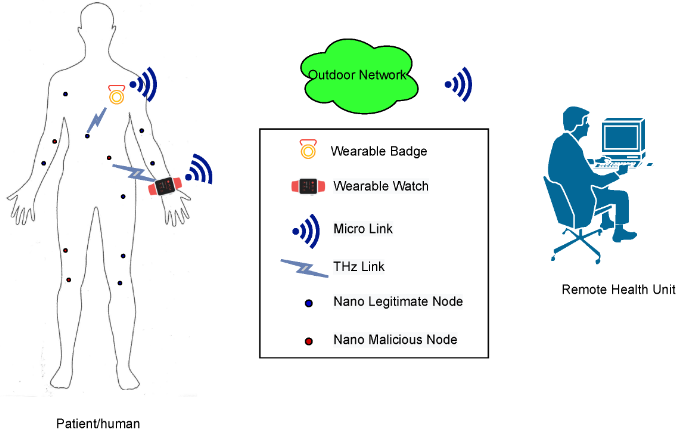 Outdoor Network
Wearable Badge
Wearable Watch
Micro Link
THz Link
Nano Legitimate Node
Nano Malicious Node
Remote Health Unit
Patient/human